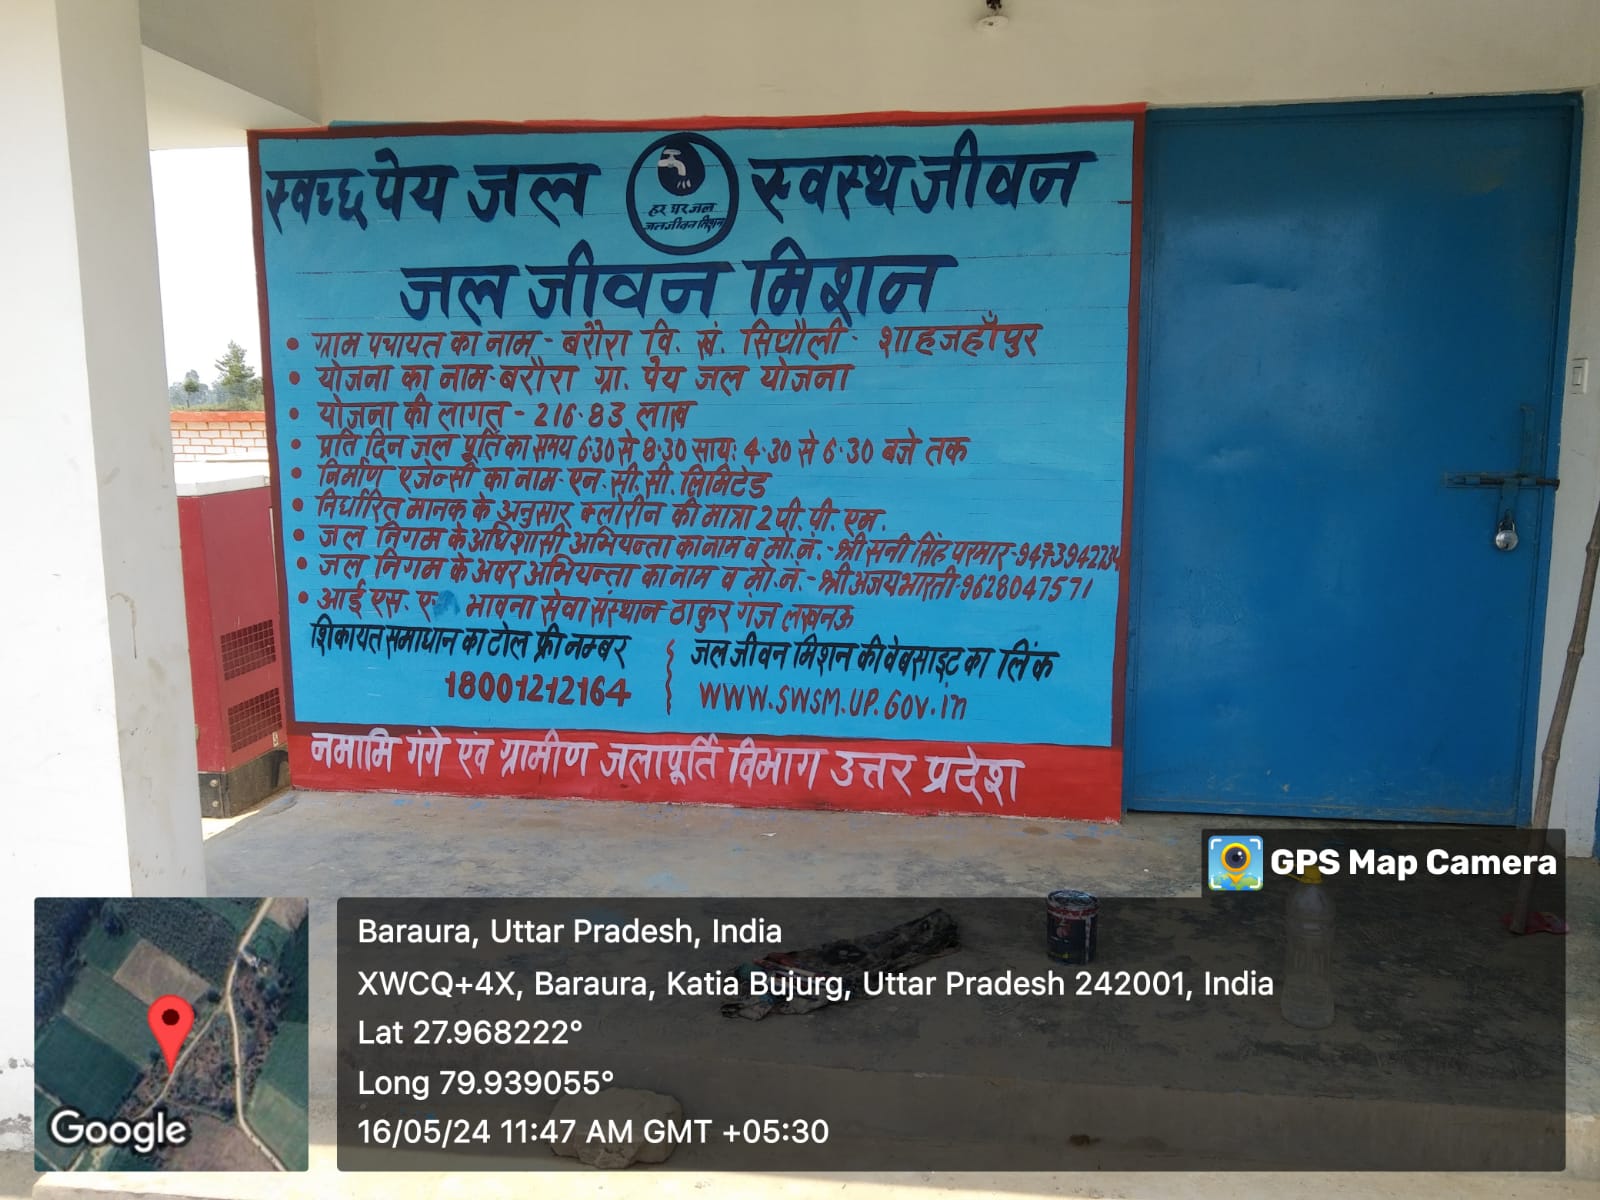 स्वच्छ पेय जल
हर घर जल
जल जीवन मिशन
स्वस्थ जीवन
जल जीवन मिशन
• ग्राम पंचायत का नाम - बरौरा वि. खं. सिधौली - शाहजहाँपुर
• योजना का नाम - बरौरा ग्रा. पेय जल योजना
• योजना की लागत - 216.83 लाख
• प्रति दिन जल पूर्ति का समय 6.30 से 8.30 सायः 4.30 से 6.30 बजे तक
• निर्माण एजेन्सी का नाम - एन. सी. सी. लिमिटेड
• निर्धारित मानक के अनुसार क्लोरीन की मात्रा 2 पी. पी. एम.
• जल निगम के अधिशासी अभियन्ता का नाम व मो. नं. - श्री सनी सिंह परमार -
• जल निगम के अवर अभियन्ता का नाम व मो. नं. - श्री अजय भारती - 9628047571
• आई एस. भावना सेवा संस्थान ठाकुर गंज लखनऊ
शिकायत समाधान का टोल फ्री नम्बर
18001212164
जल जीवन मिशन की वेबसाइट का लिंक
www.swsm.up.Gov.in
नमामि गंगे एवं ग्रामीण जलापूर्ति विभाग उत्तर प्रदेश
GPS Map Camera
Baraura, Uttar Pradesh, India
XWCQ+4X, Baraura, Katia Bujurg, Uttar Pradesh 242001, India
Lat 27.968222°
Long 79.939055°
16/05/24 11:47 AM GMT +05:30
Google